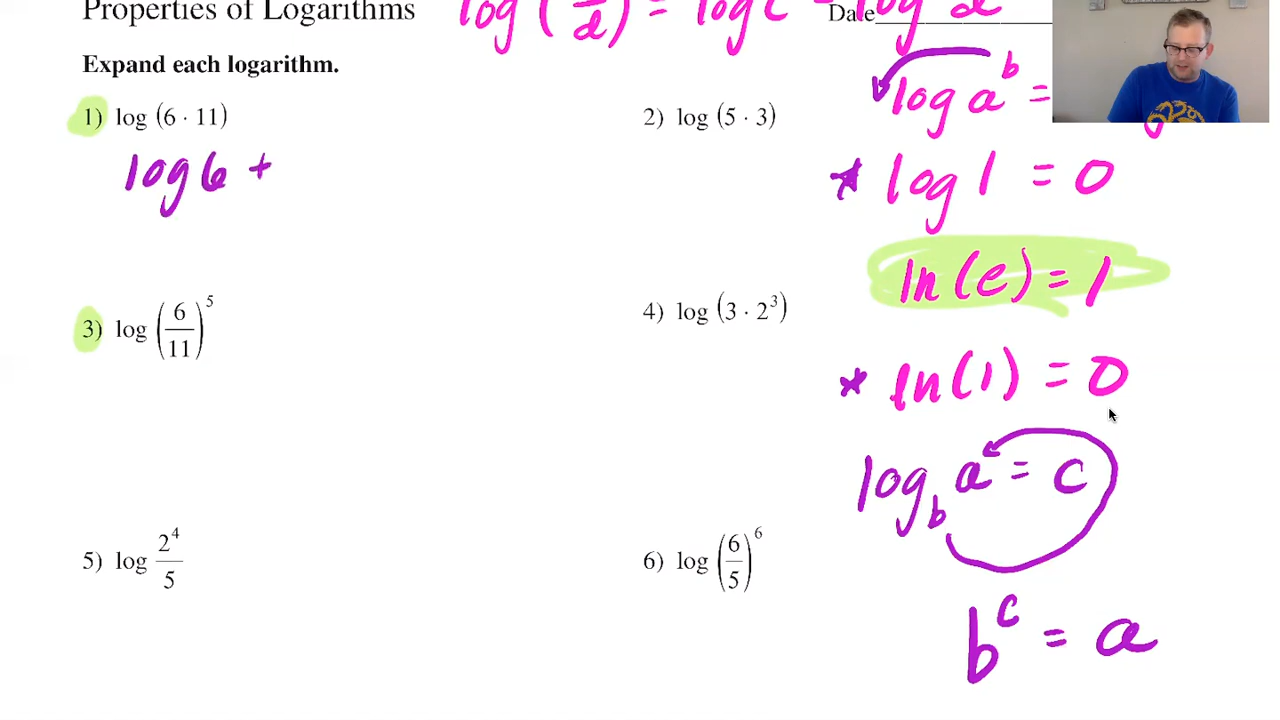 Properties of Logarithms
log (c/d) = log c - log d
Date
Expand each logarithm.
log a^b =
1) log (6 · 11)
log 6 +
2) log (5 · 3)
* log 1 = 0
ln(e) = 1
3) log (6/11)^5
4) log (3 · 2^3)
* ln(1) = 0
log_b a = c
5) log 2^4/5
6) log (6/5)^6
b^c = a